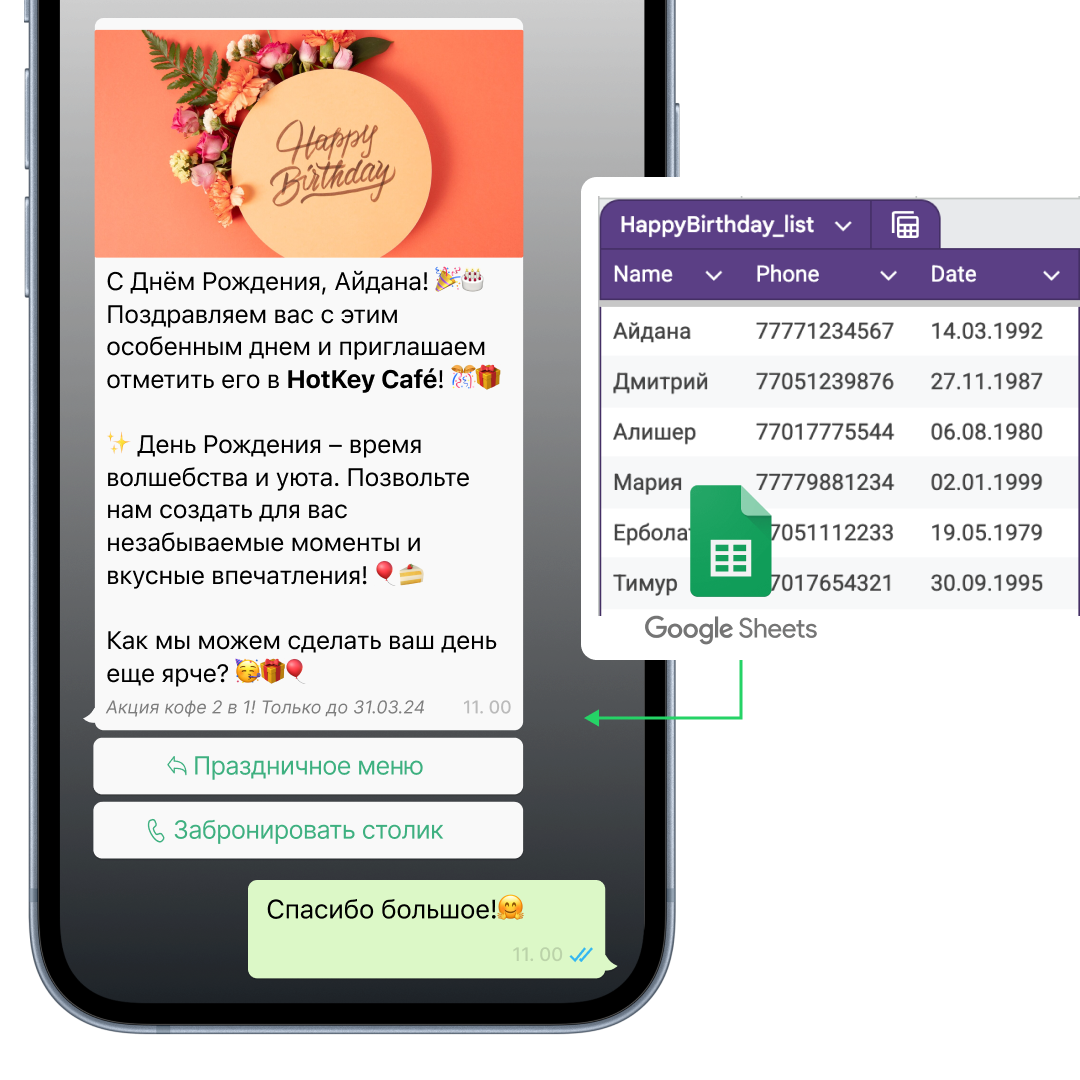 Happy
Birthday
С Днём Рождения, Айдана! 🎉🎂
Поздравляем вас с этим
особенным днем и приглашаем
отметить его в HotKey Café! 🎊🎁
✨ День Рождения – время
волшебства и уюта. Позвольте
нам создать для вас
незабываемые моменты и
вкусные впечатления! 🎈🍰
Как мы можем сделать ваш день
еще ярче? 🥳🎁🎈
Акция кофе 2 в 1! Только до 31.03.24 11. 00
Праздничное меню
Забронировать столик
Спасибо большое!🤗
11. 00
HappyBirthday_list
Name Phone Date
Айдана 77771234567 14.03.1992
Дмитрий 77051239876 27.11.1987
Алишер 77017775544 06.08.1980
Мария 77779881234 02.01.1999
7051112233 19.05.1979
Тимур 7017654321 30.09.1995
Google Sheets